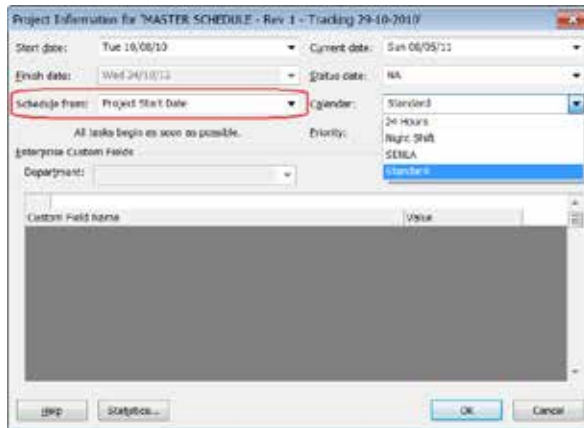 Project Information for 'MASTER SCHEDULE - Rev 1 - Tracking 29-10-2010'
Start date: Tue 10/08/10 Current date: Sun 08/05/11
Finish date: Wed 24/10/12 Status date: NA
Schedule from: Project Start Date Calendar: Standard
24 Hours
Night Shift
SENLA
Standard
All tasks begin as soon as possible. Priority:
Enterprise Custom Fields
Department:
Custom Field Name Value
Help Statistics... OK Cancel